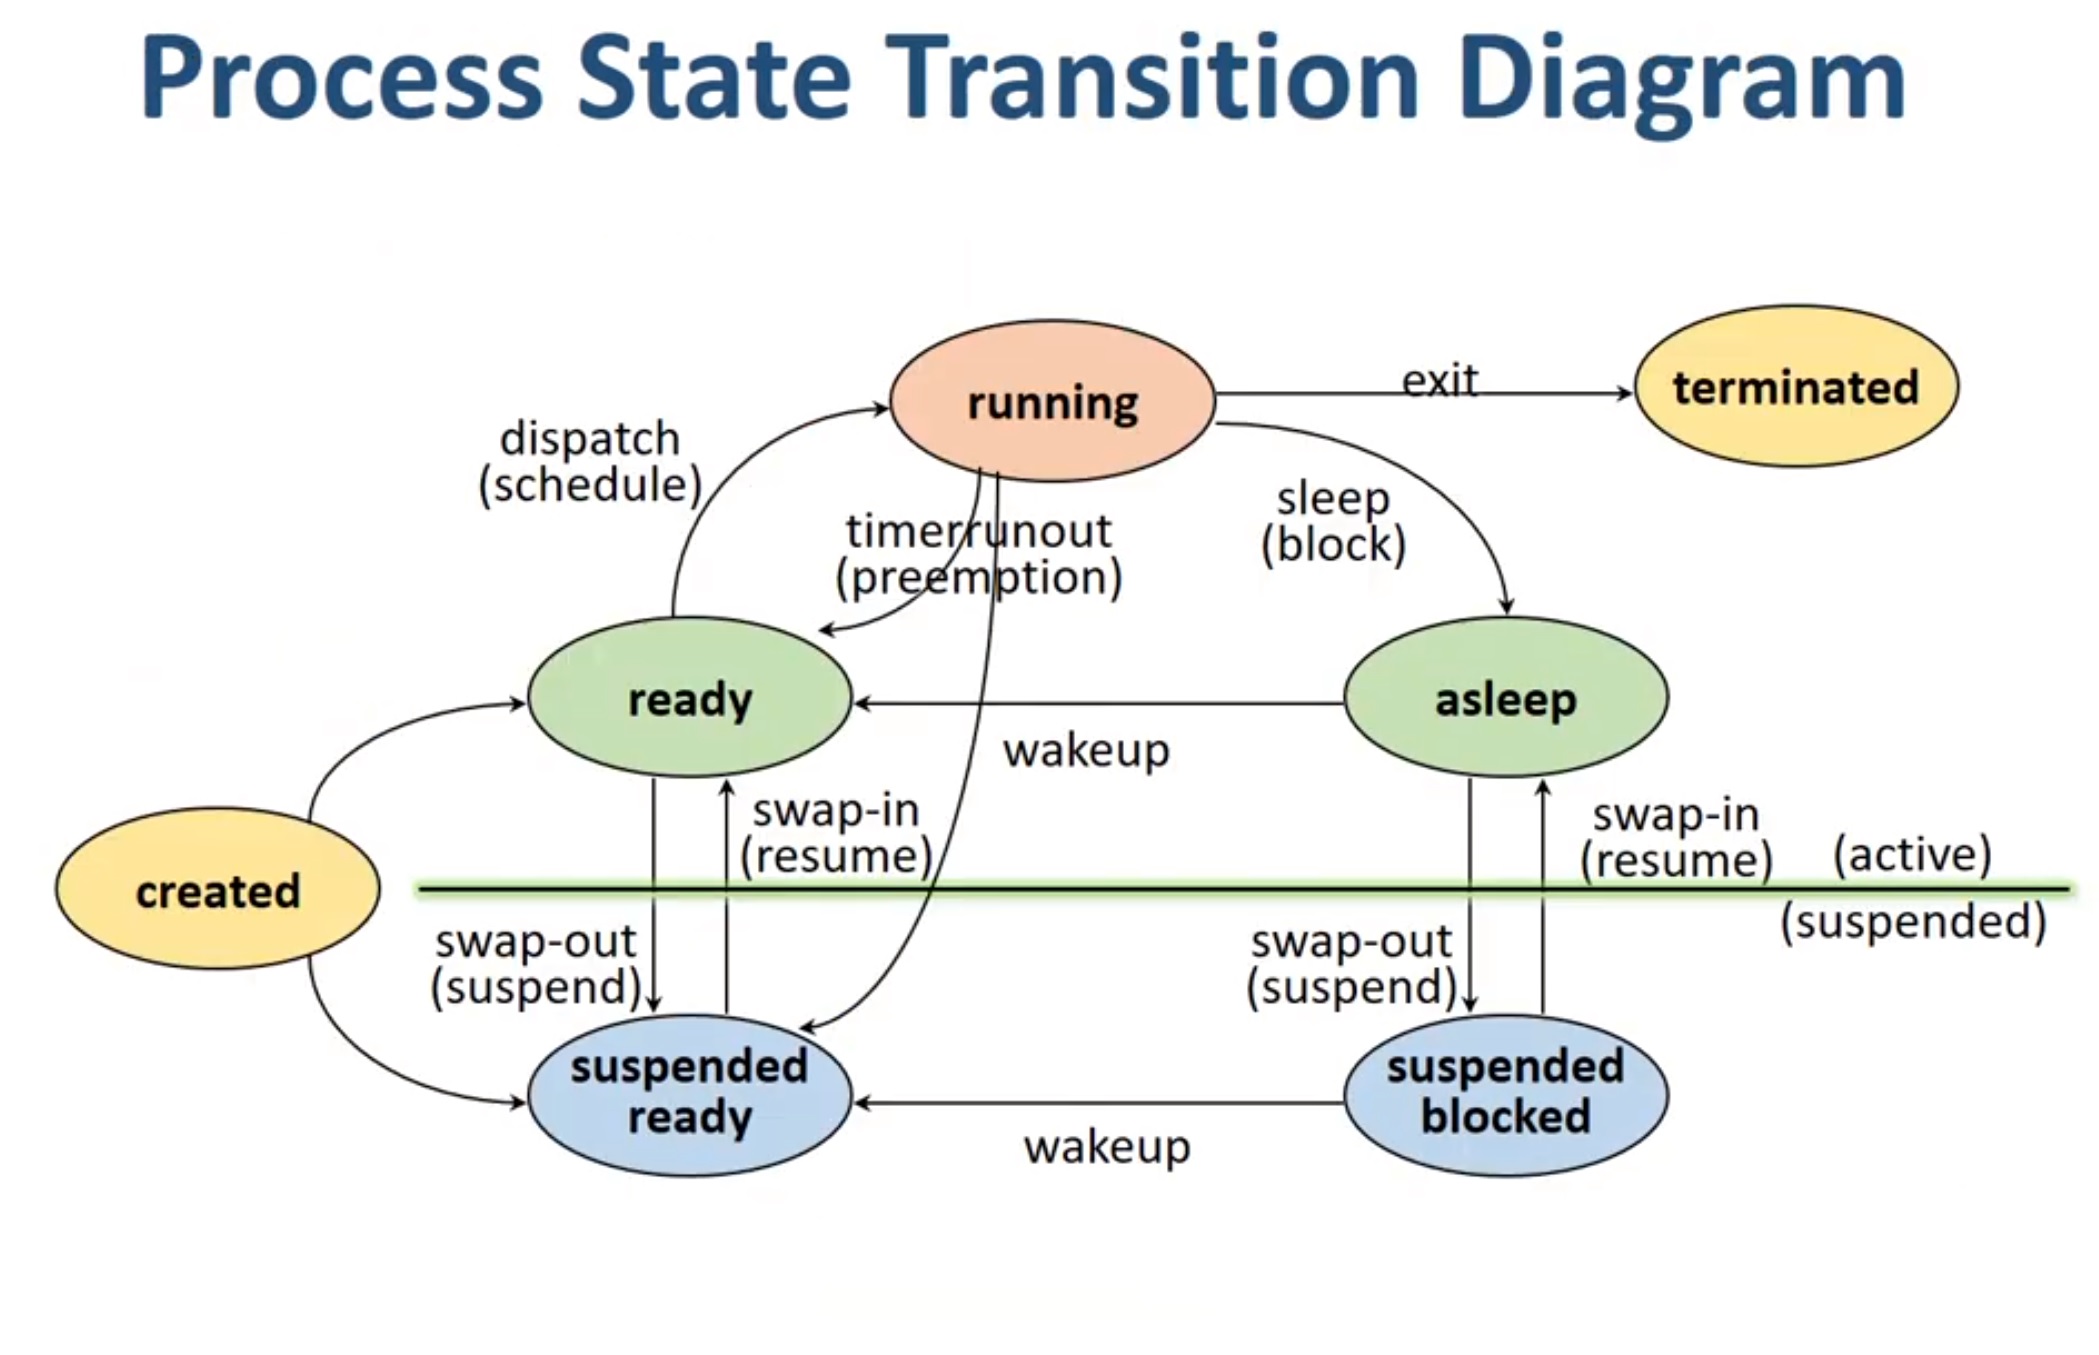 Process State Transition Diagram
running
exit
terminated
dispatch
(schedule)
timerrunout
(preemption)
sleep
(block)
ready
asleep
wakeup
created
swap-in
(resume)
swap-in
(resume)
(active)
(suspended)
swap-out
(suspend)
swap-out
(suspend)
suspended
ready
suspended
blocked
wakeup